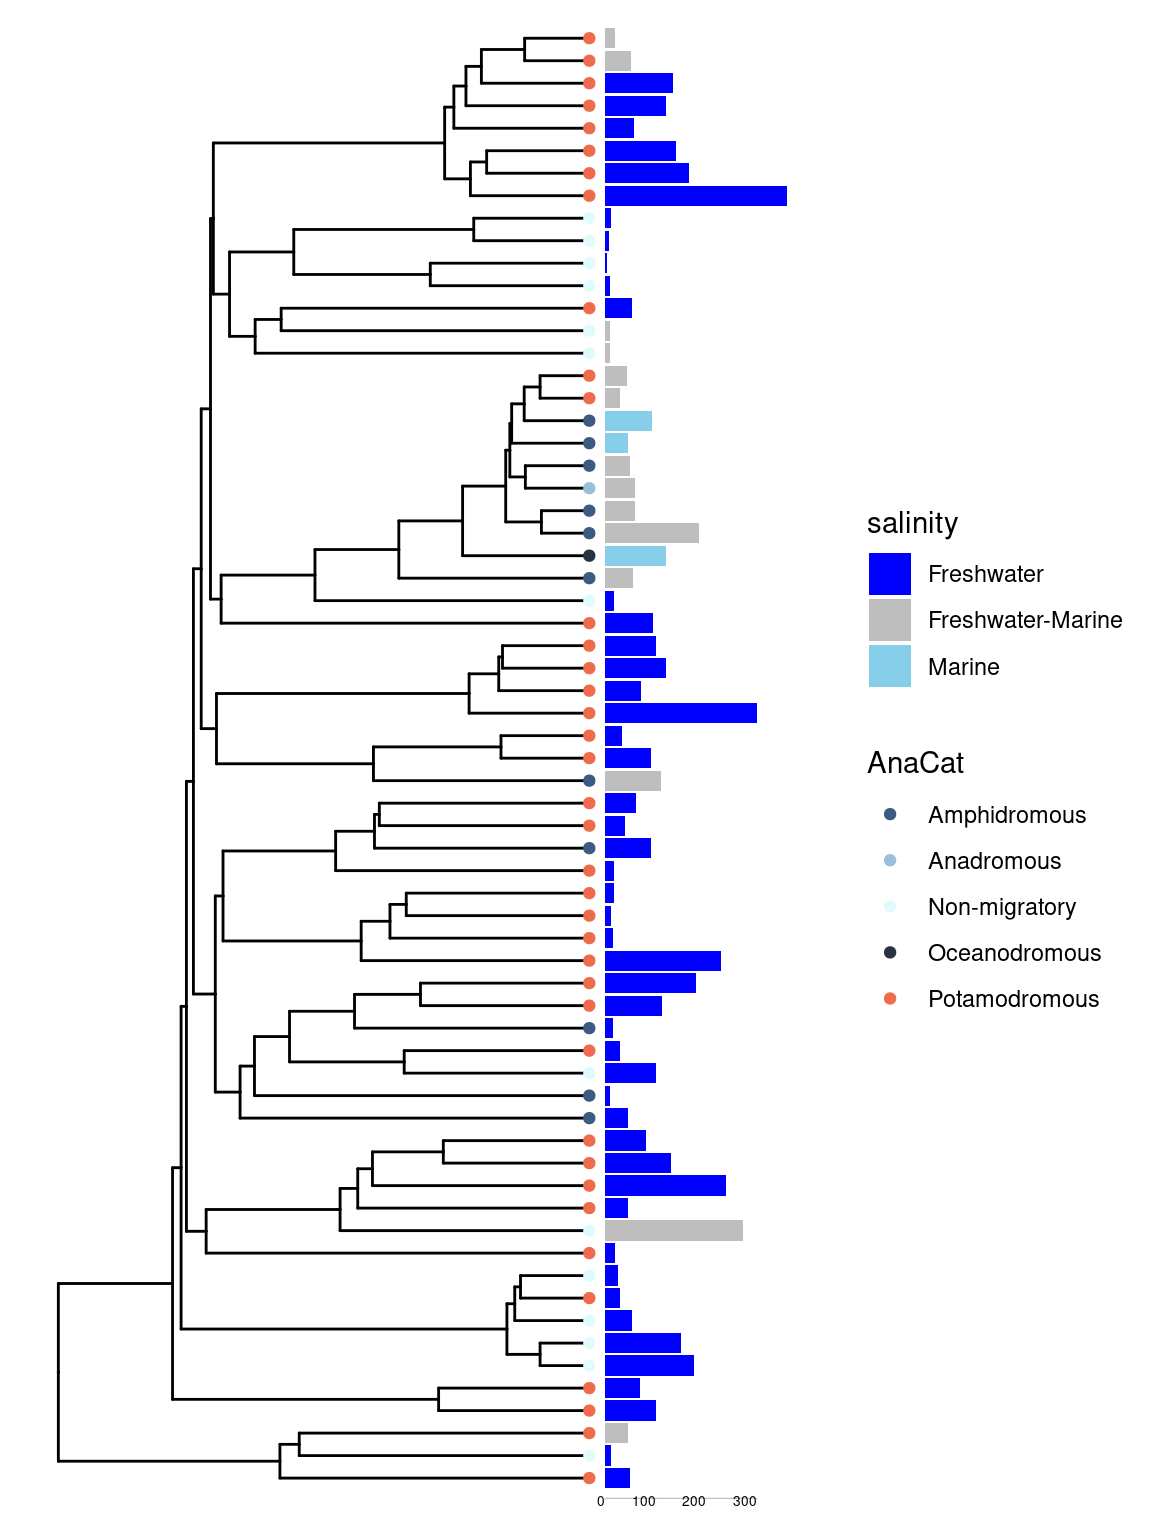 salinity
Freshwater
Freshwater-Marine
Marine
AnaCat
Amphidromous
Anadromous
Non-migratory
Oceanodromous
Potamodromous
0 100 200 300